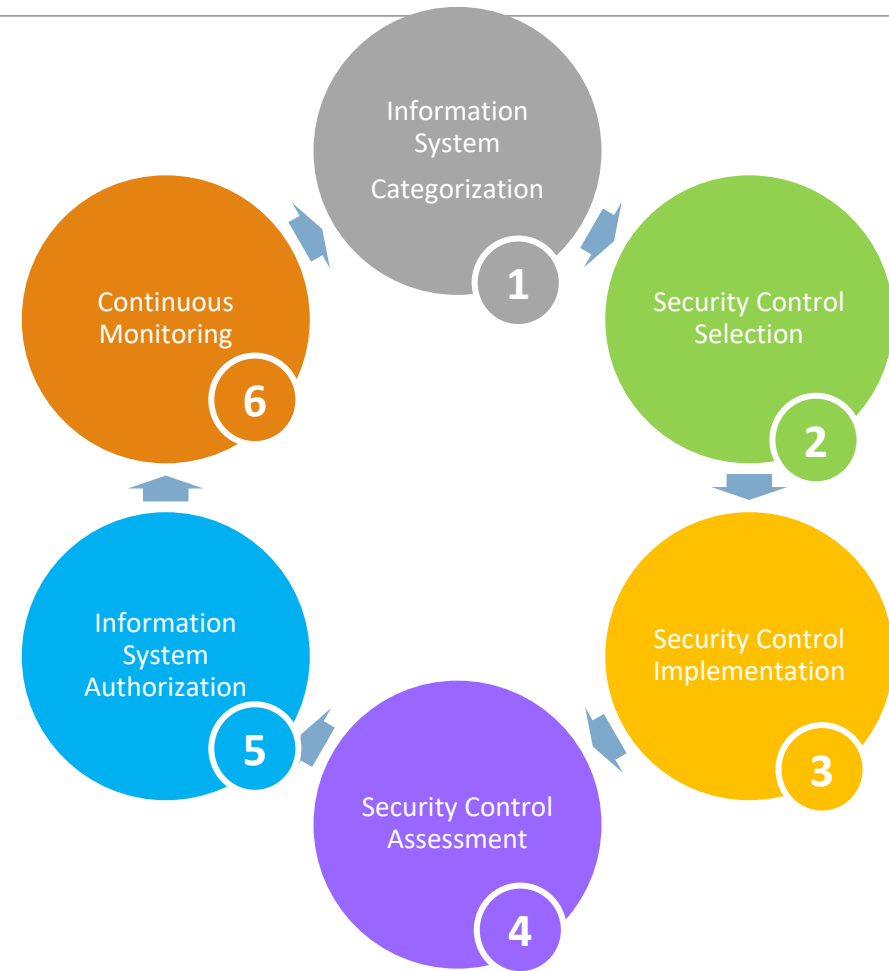 Information
System
Categorization
1
Security Control
Selection
2
Security Control
Implementation
3
Security Control
Assessment
4
Information
System
Authorization
5
Continuous
Monitoring
6